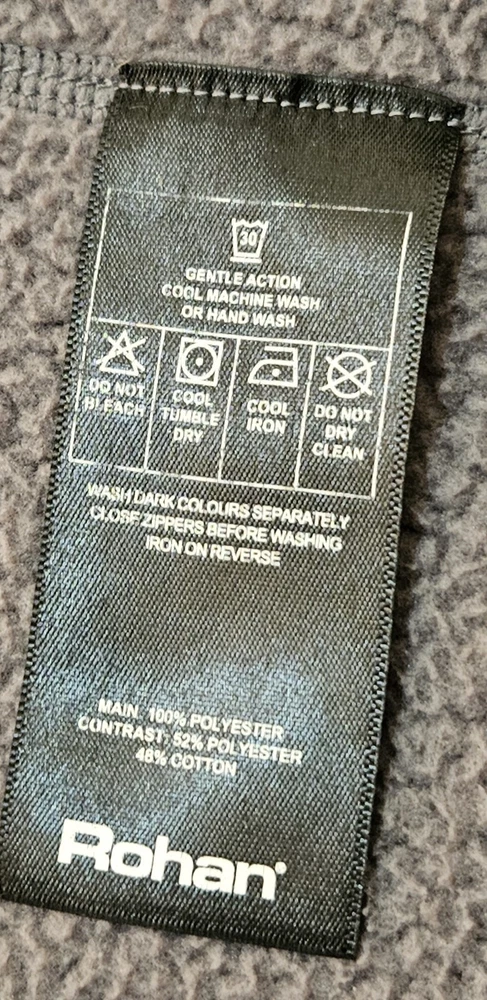 30
GENTLE ACTION
COOL MACHINE WASH
OR HAND WASH
DO NOT
BLEACH
COOL
TUMBLE
DRY
COOL
IRON
DO NOT
DRY
CLEAN
WASH DARK COLOURS SEPARATELY
CLOSE ZIPPERS BEFORE WASHING
IRON ON REVERSE
MAIN: 100% POLYESTER
CONTRAST: 52% POLYESTER
48% COTTON
Rohan